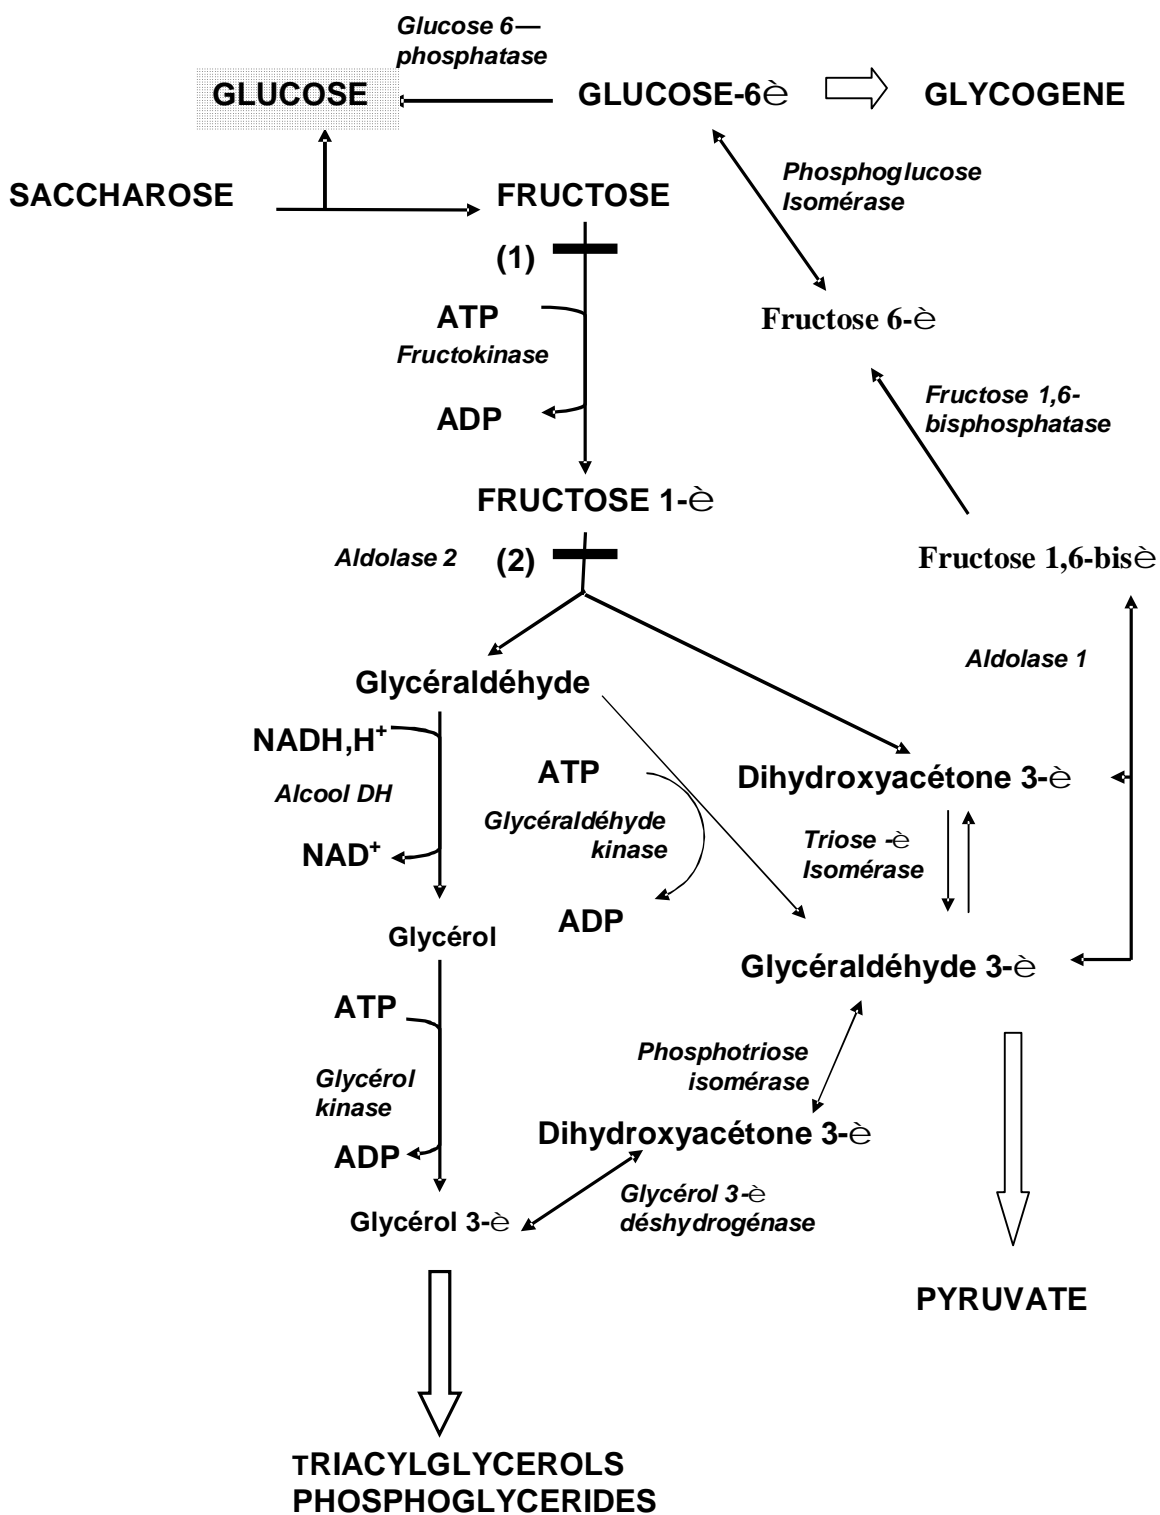 Glucose 6—
phosphatase
GLUCOSE
GLUCOSE-6è
GLYCOGENE
SACCHAROSE
FRUCTOSE
Phosphoglucose
Isomérase
(1)
ATP
Fructokinase
ADP
Fructose 6-è
Fructose 1,6-
bisphosphatase
FRUCTOSE 1-è
Aldolase 2
(2)
Fructose 1,6-bisè
Aldolase 1
Glycéraldéhyde
NADH,H⁺
Alcool DH
NAD⁺
ATP
Glycéraldéhyde
kinase
ADP
Dihydroxyacétone 3-è
Triose -è
Isomérase
Glycérol
Glycéraldéhyde 3-è
ATP
Glycérol
kinase
ADP
Phosphotriose
isomérase
Dihydroxyacétone 3-è
Glycérol 3-è
Glycérol 3-è
déshydrogénase
PYRUVATE
TRIACYLGLYCEROLS
PHOSPHOGLYCERIDES